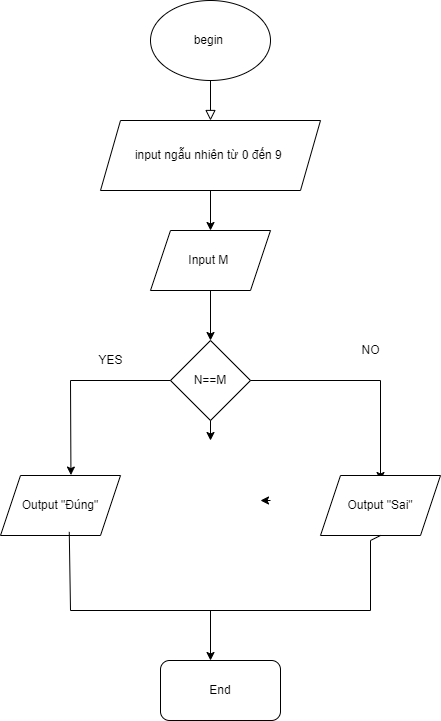 begin
input ngẫu nhiên từ 0 đến 9
Input M
YES
NO
N==M
Output "Đúng"
Output "Sai"
End